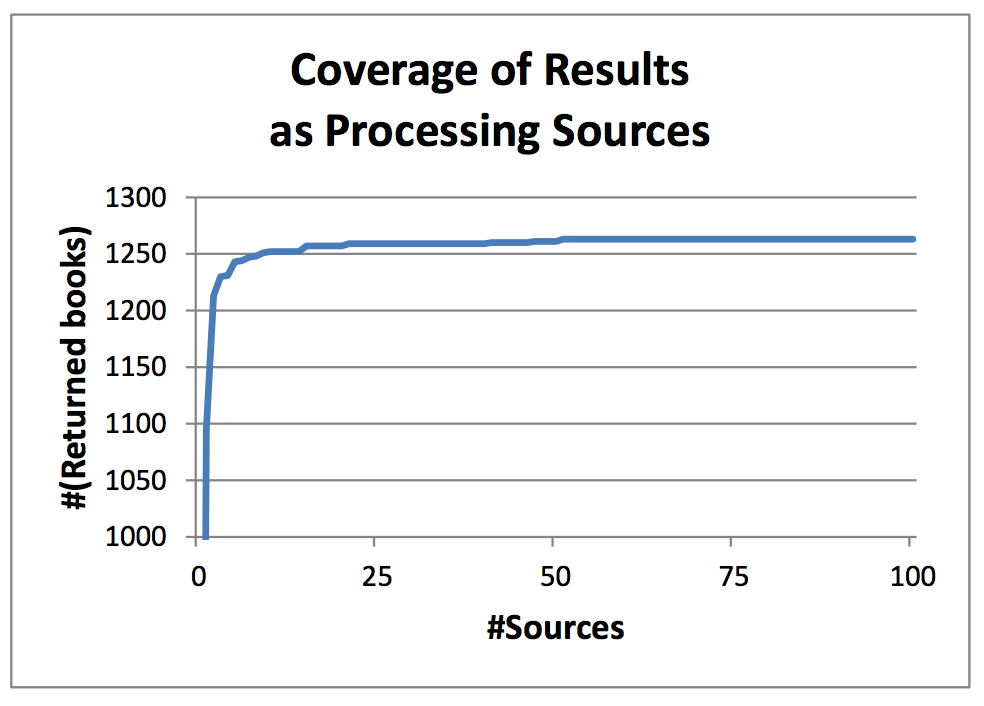 Coverage of Results
as Processing Sources
#(Returned books)
1300
1250
1200
1150
1100
1050
1000
0 25 50 75 100
#Sources